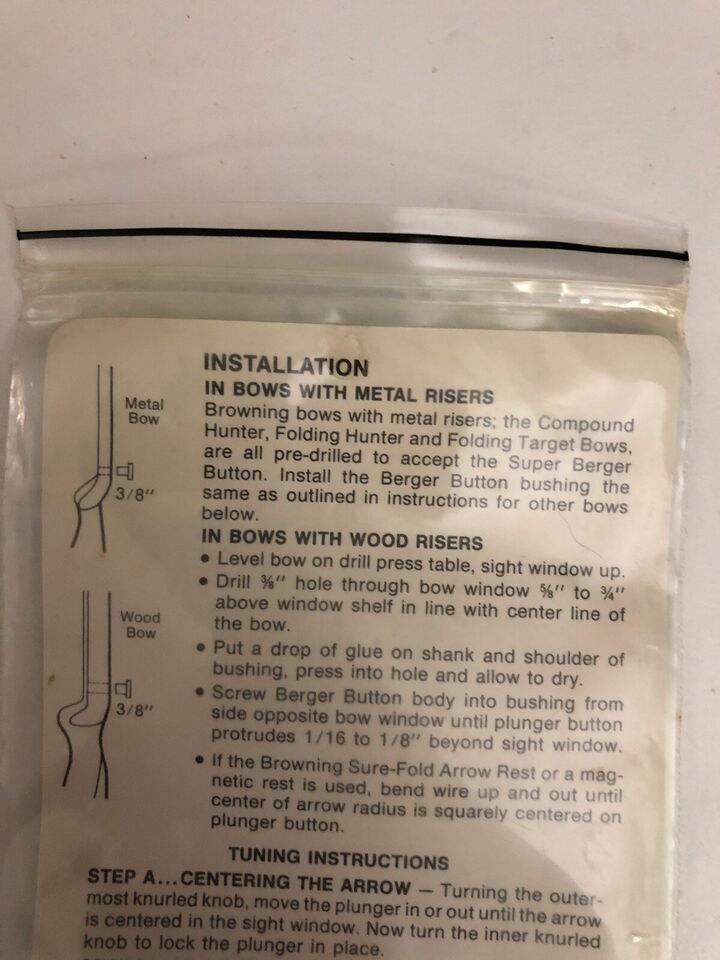 INSTALLATION
IN BOWS WITH METAL RISERS
Browning bows with metal risers; the Compound
Hunter, Folding Hunter and Folding Target Bows,
are all pre-drilled to accept the Super Berger
Button. Install the Berger Button bushing the
same as outlined in instructions for other bows
below.
Metal
Bow
3/8"
IN BOWS WITH WOOD RISERS
• Level bow on drill press table, sight window up.
• Drill ⅜" hole through bow window ⅝" to ¾"
above window shelf in line with center line of
the bow.
• Put a drop of glue on shank and shoulder of
bushing, press into hole and allow to dry.
• Screw Berger Button body into bushing from
side opposite bow window until plunger button
protrudes 1/16 to 1/8" beyond sight window.
• If the Browning Sure-Fold Arrow Rest or a mag-
netic rest is used, bend wire up and out until
center of arrow radius is squarely centered on
plunger button.
Wood
Bow
3/8"
TUNING INSTRUCTIONS
STEP A...CENTERING THE ARROW — Turning the outer-
most knurled knob, move the plunger in or out until the arrow
is centered in the sight window. Now turn the inner knurled
knob to lock the plunger in place.